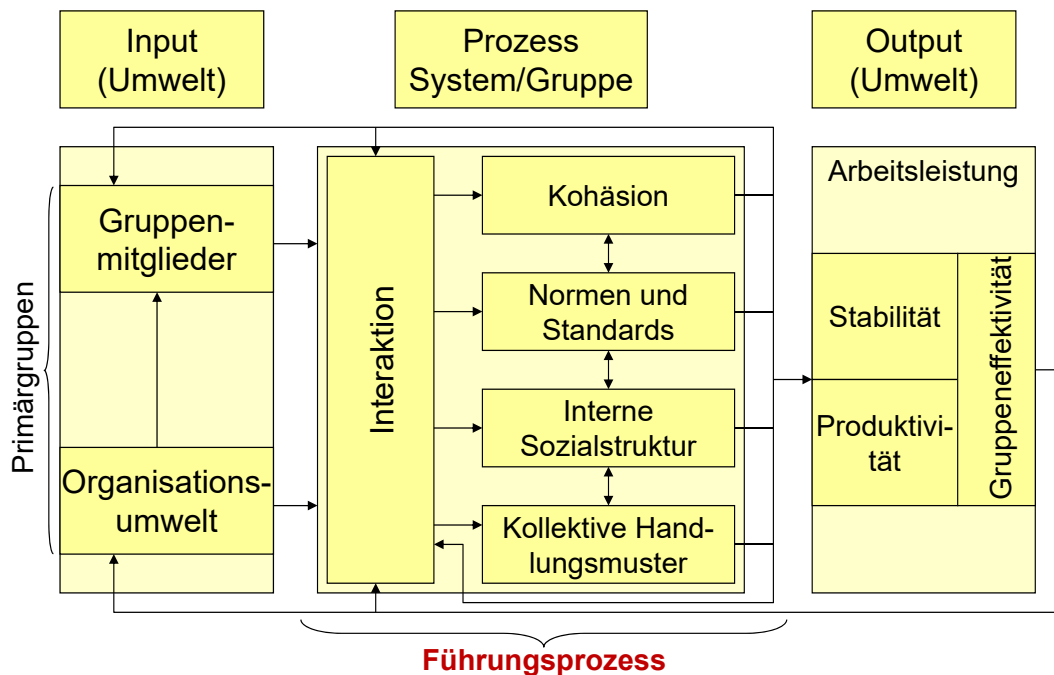 Input
(Umwelt)
Prozess
System/Gruppe
Output
(Umwelt)
Primärgruppen
Gruppen-
mitglieder
Organisations-
umwelt
Interaktion
Kohäsion
Normen und
Standards
Interne
Sozialstruktur
Kollektive Hand-
lungsmuster
Arbeitsleistung
Stabilität
Produktivi-
tät
Gruppeneffektivität
Führungsprozess